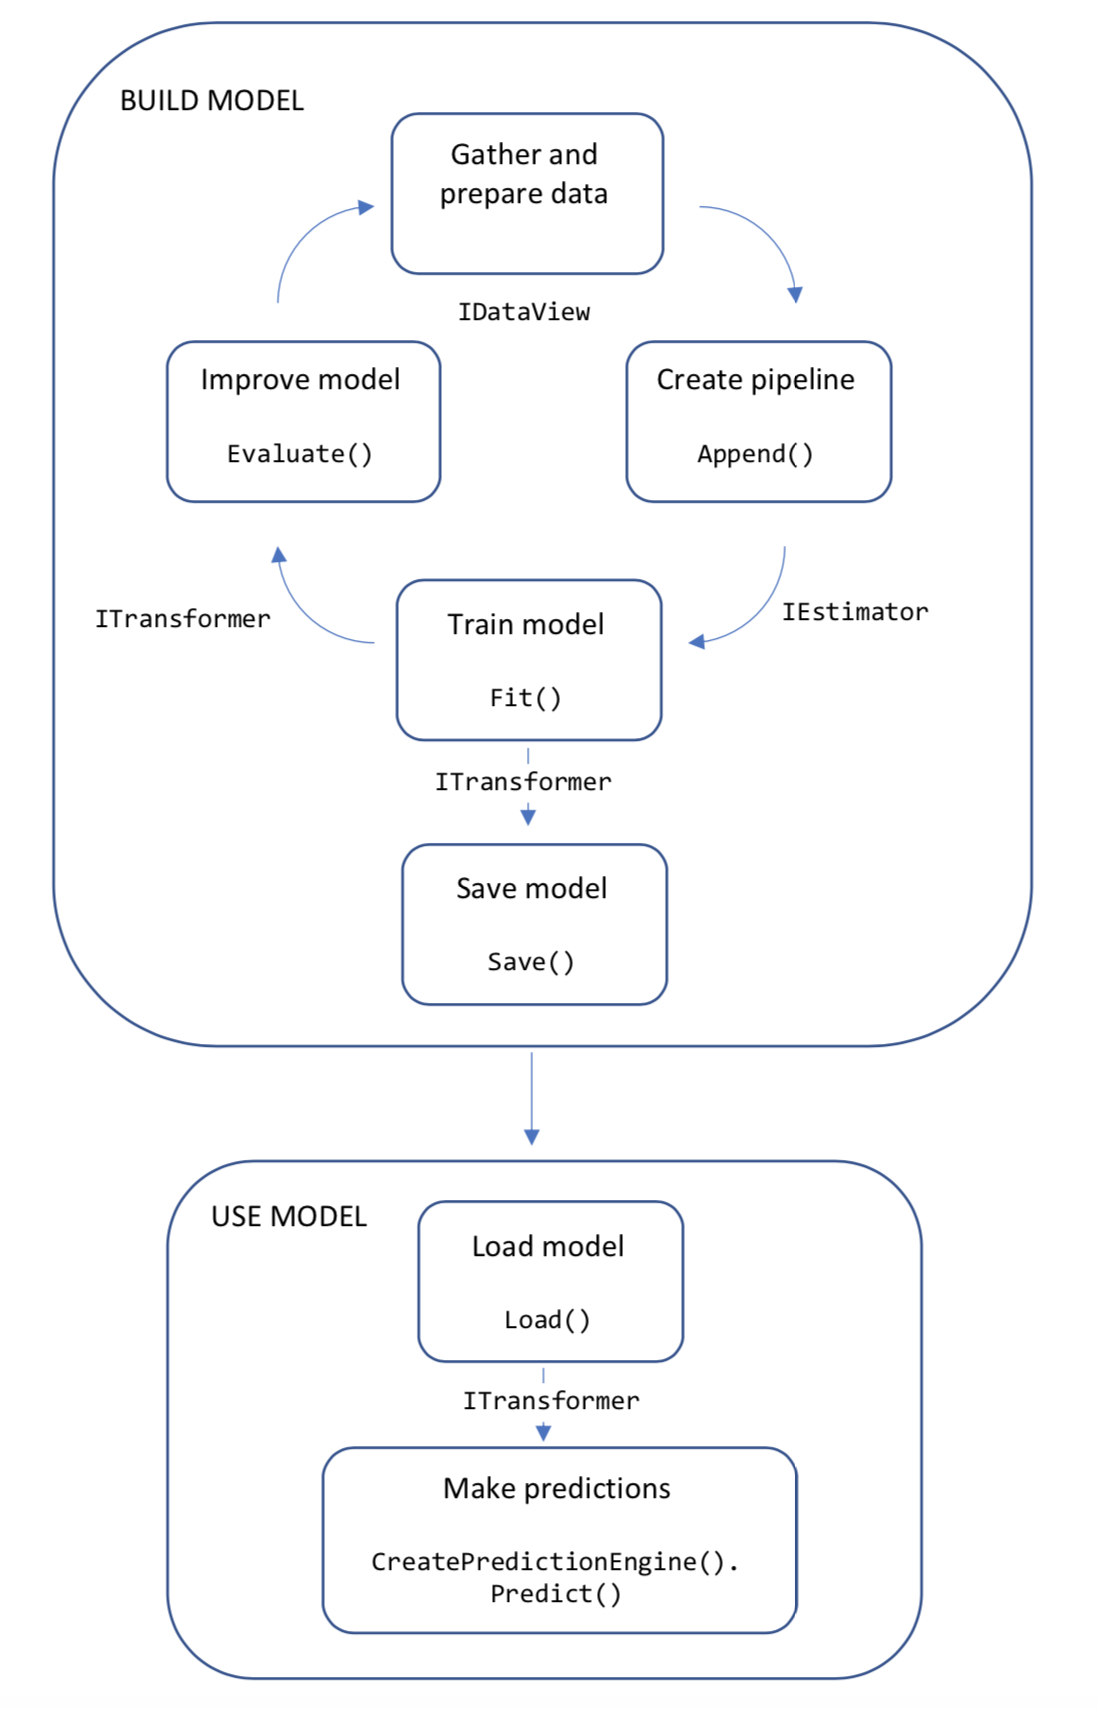 BUILD MODEL
Gather and
prepare data
IDataView
Improve model
Evaluate()
Create pipeline
Append()
ITransformer
IEstimator
Train model
Fit()
ITransformer
Save model
Save()
USE MODEL
Load model
Load()
ITransformer
Make predictions
CreatePredictionEngine().
Predict()